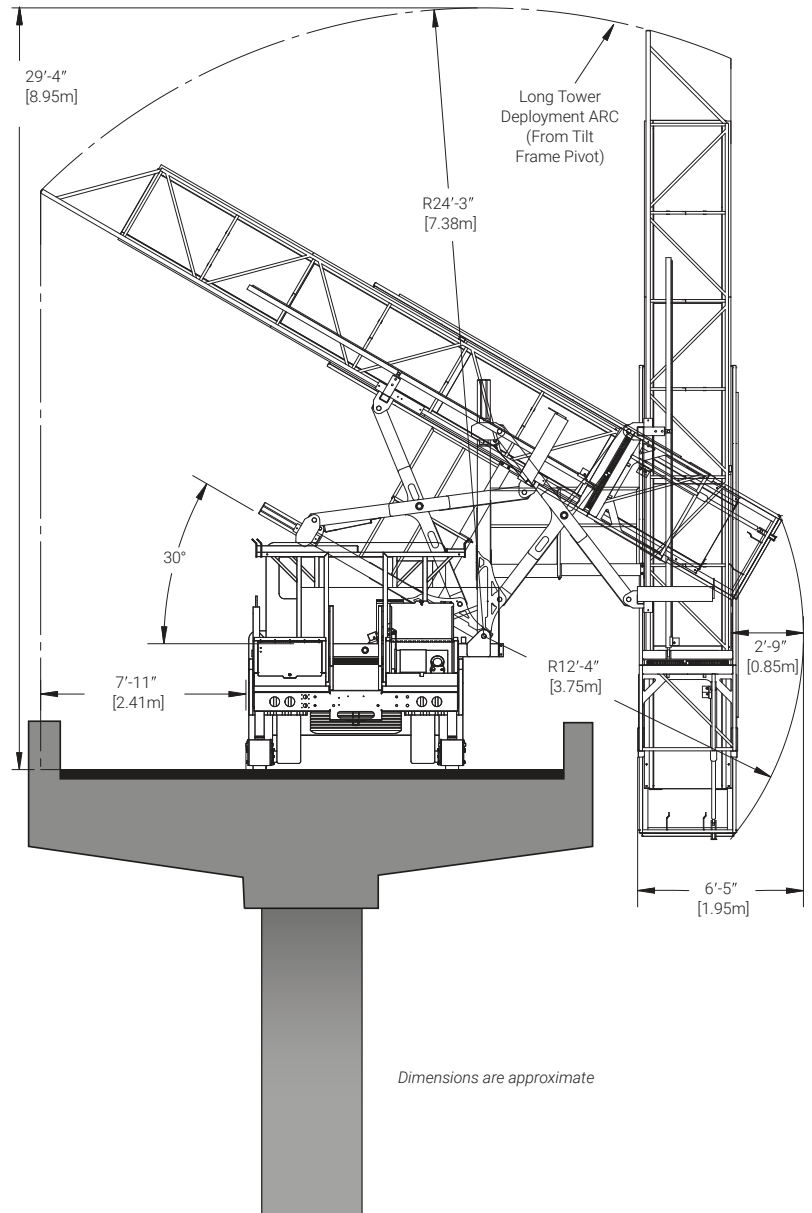 29′-4″
[8.95m]
Long Tower
Deployment ARC
(From Tilt
Frame Pivot)
R24′-3″
[7.38m]
30°
7′-11″
[2.41m]
R12′-4″
[3.75m]
2′-9″
[0.85m]
6′-5″
[1.95m]
Dimensions are approximate